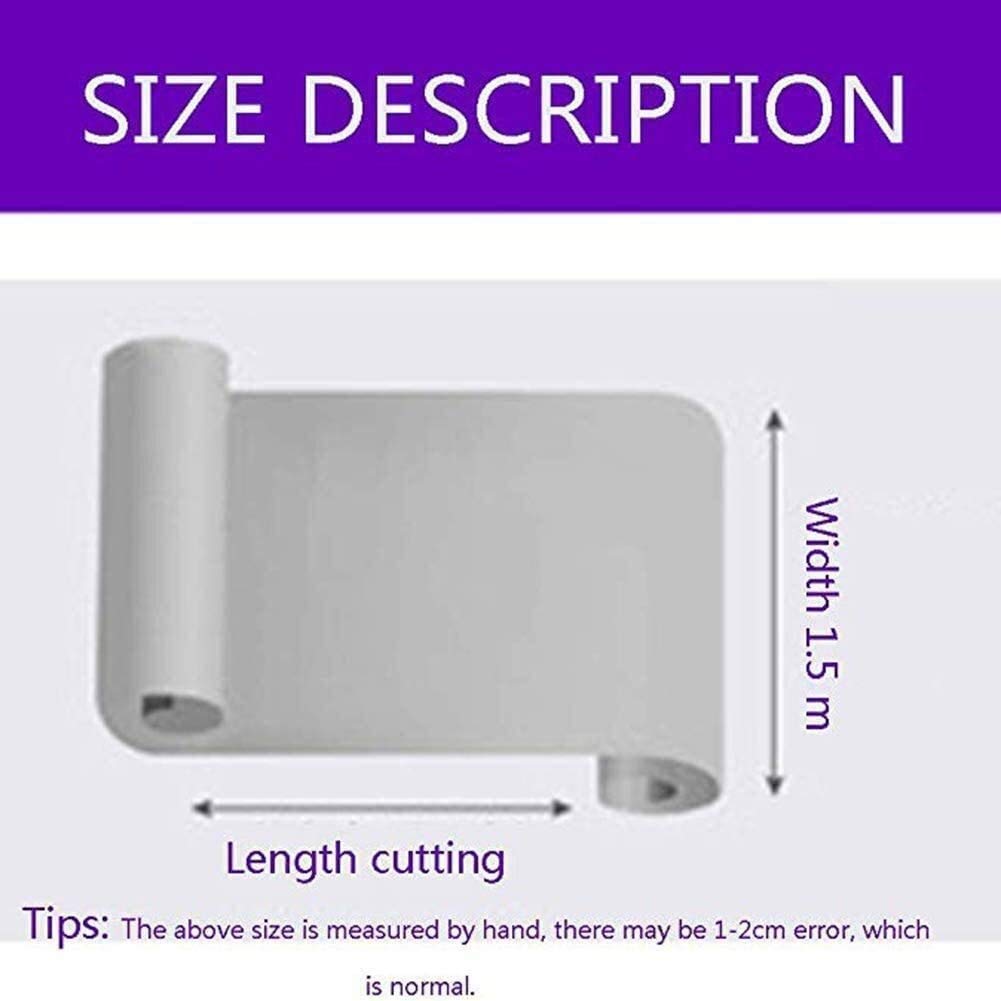 SIZE DESCRIPTION
Width 1.5 m
Length cutting
Tips: The above size is measured by hand, there may be 1-2cm error, which
is normal.